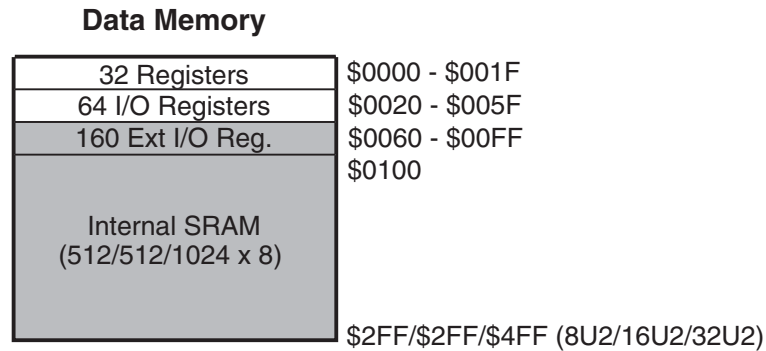 Data Memory
32 Registers $0000 - $001F
64 I/O Registers $0020 - $005F
160 Ext I/O Reg. $0060 - $00FF
$0100
Internal SRAM
(512/512/1024 x 8)
$2FF/$2FF/$4FF (8U2/16U2/32U2)